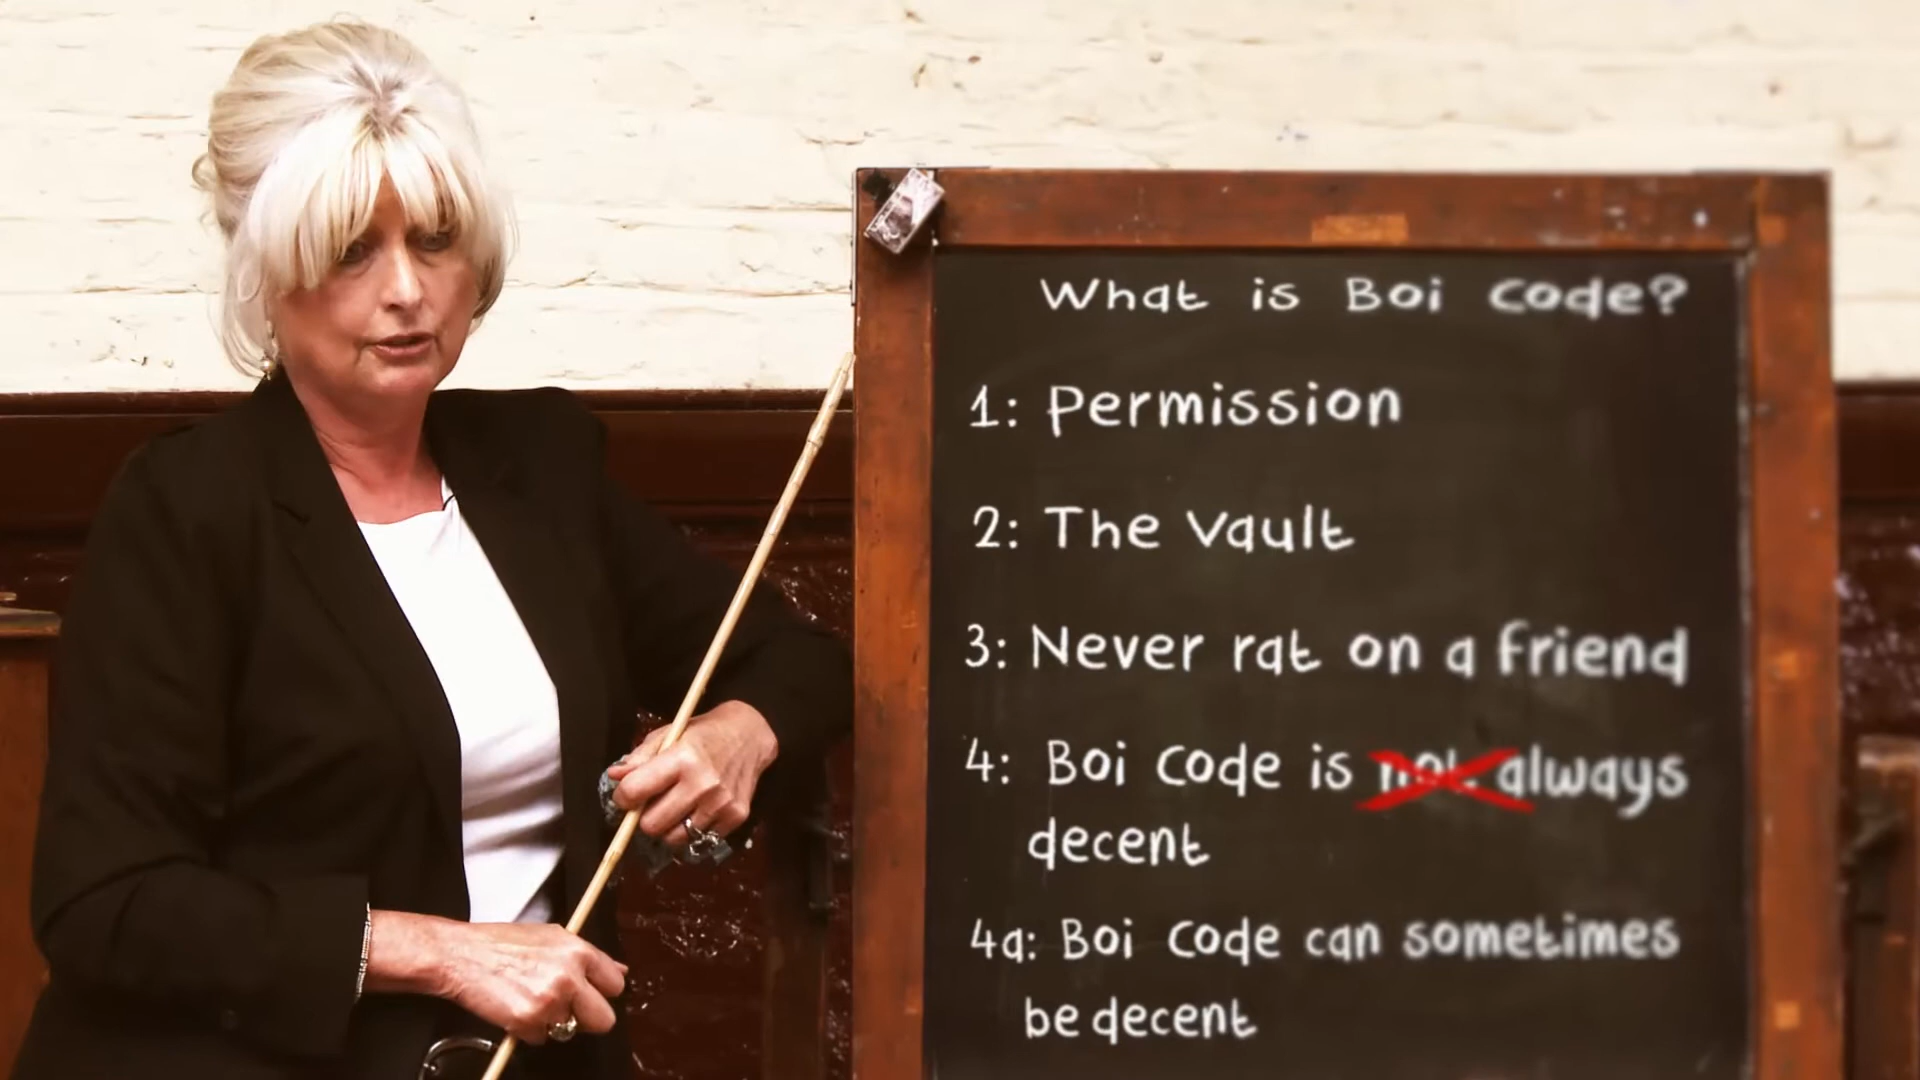 What is Boi Code?
1: Permission
2: The Vault
3: Never rat on a friend
4: Boi Code is not always
decent
4a: Boi Code can sometimes
be decent